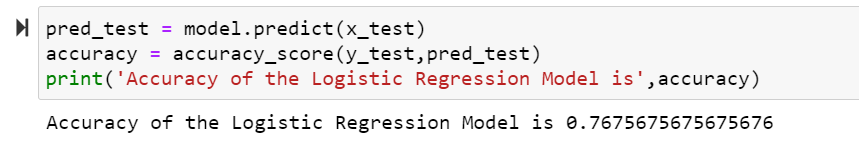 pred_test = model.predict(x_test)
accuracy = accuracy_score(y_test,pred_test)
print('Accuracy of the Logistic Regression Model is',accuracy)
Accuracy of the Logistic Regression Model is 0.7675675675675676